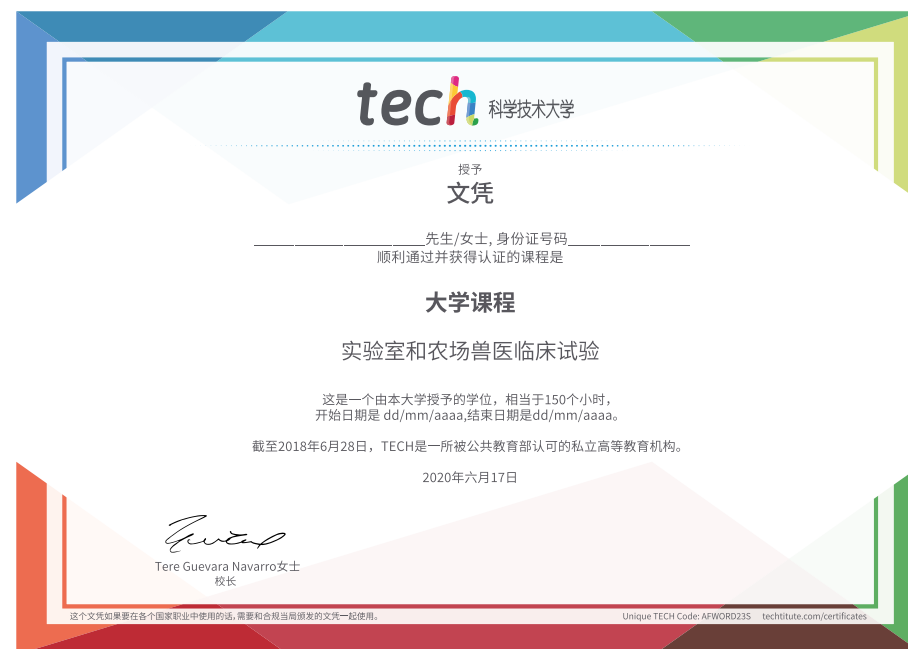 tech 科学技术大学
授予
文凭
____________________先生/女士, 身份证号码______________
顺利通过并获得认证的课程是
大学课程
实验室和农场兽医临床试验
这是一个由本大学授予的学位，相当于150个小时，
开始日期是 dd/mm/aaaa,结束日期是dd/mm/aaaa。
截至2018年6月28日，TECH是一所被公共教育部认可的私立高等教育机构。
2020年六月17日
Tere Guevara Navarro女士
校长
这个文凭如果要在各个国家职业中使用的话,需要和合规当局颁发的文凭一起使用。
Unique TECH Code: AFWORD23S techtitute.com/certificates